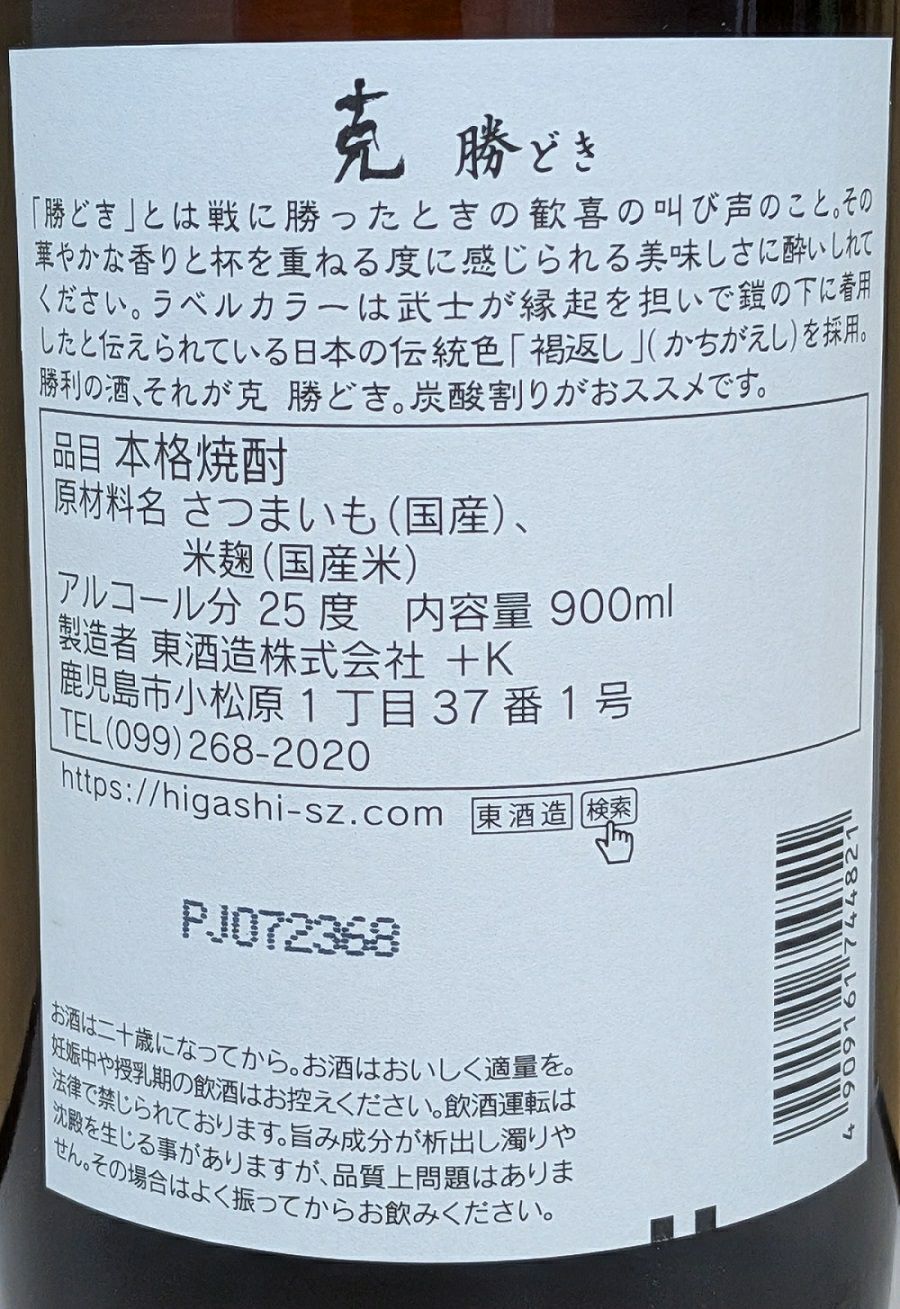 克 勝どき
「勝どき」とは戦に勝ったときの歓喜の叫び声のこと。その
華やかな香りと杯を重ねる度に感じられる美味しさに酔いしれて
ください。ラベルカラーは武士が縁起を担いで鎧の下に着用
したと伝えられている日本の伝統色「褐返し」(かちがえし)を採用。
勝利の酒、それが克 勝どき。炭酸割りがおススメです。
品目 本格焼酎
原材料名 さつまいも(国産)、
米麹(国産米)
アルコール分 25度 内容量 900ml
製造者 東酒造株式会社 +K
鹿児島市小松原1丁目37番1号
TEL(099)268-2020
https://higashi-sz.com 東酒造 検索
PJ072368
お酒は二十歳になってから。お酒はおいしく適量を。
妊娠中や授乳期の飲酒はお控えください。飲酒運転は
法律で禁じられております。旨み成分が析出し濁りや
沈殿を生じる事がありますが、品質上問題はありま
せん。その場合はよく振ってからお飲みください。
4 909161 744821